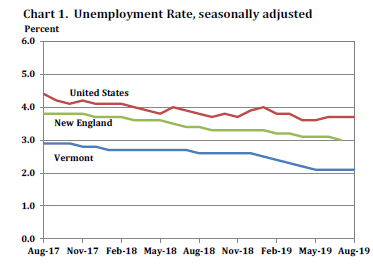 Chart 1.  Unemployment Rate, seasonally adjusted
Percent
6.0
5.0
United States
4.0
New England
3.0
Vermont
2.0
1.0
0.0
Aug-17 Nov-17 Feb-18 May-18 Aug-18 Nov-18 Feb-19 May-19 Aug-19